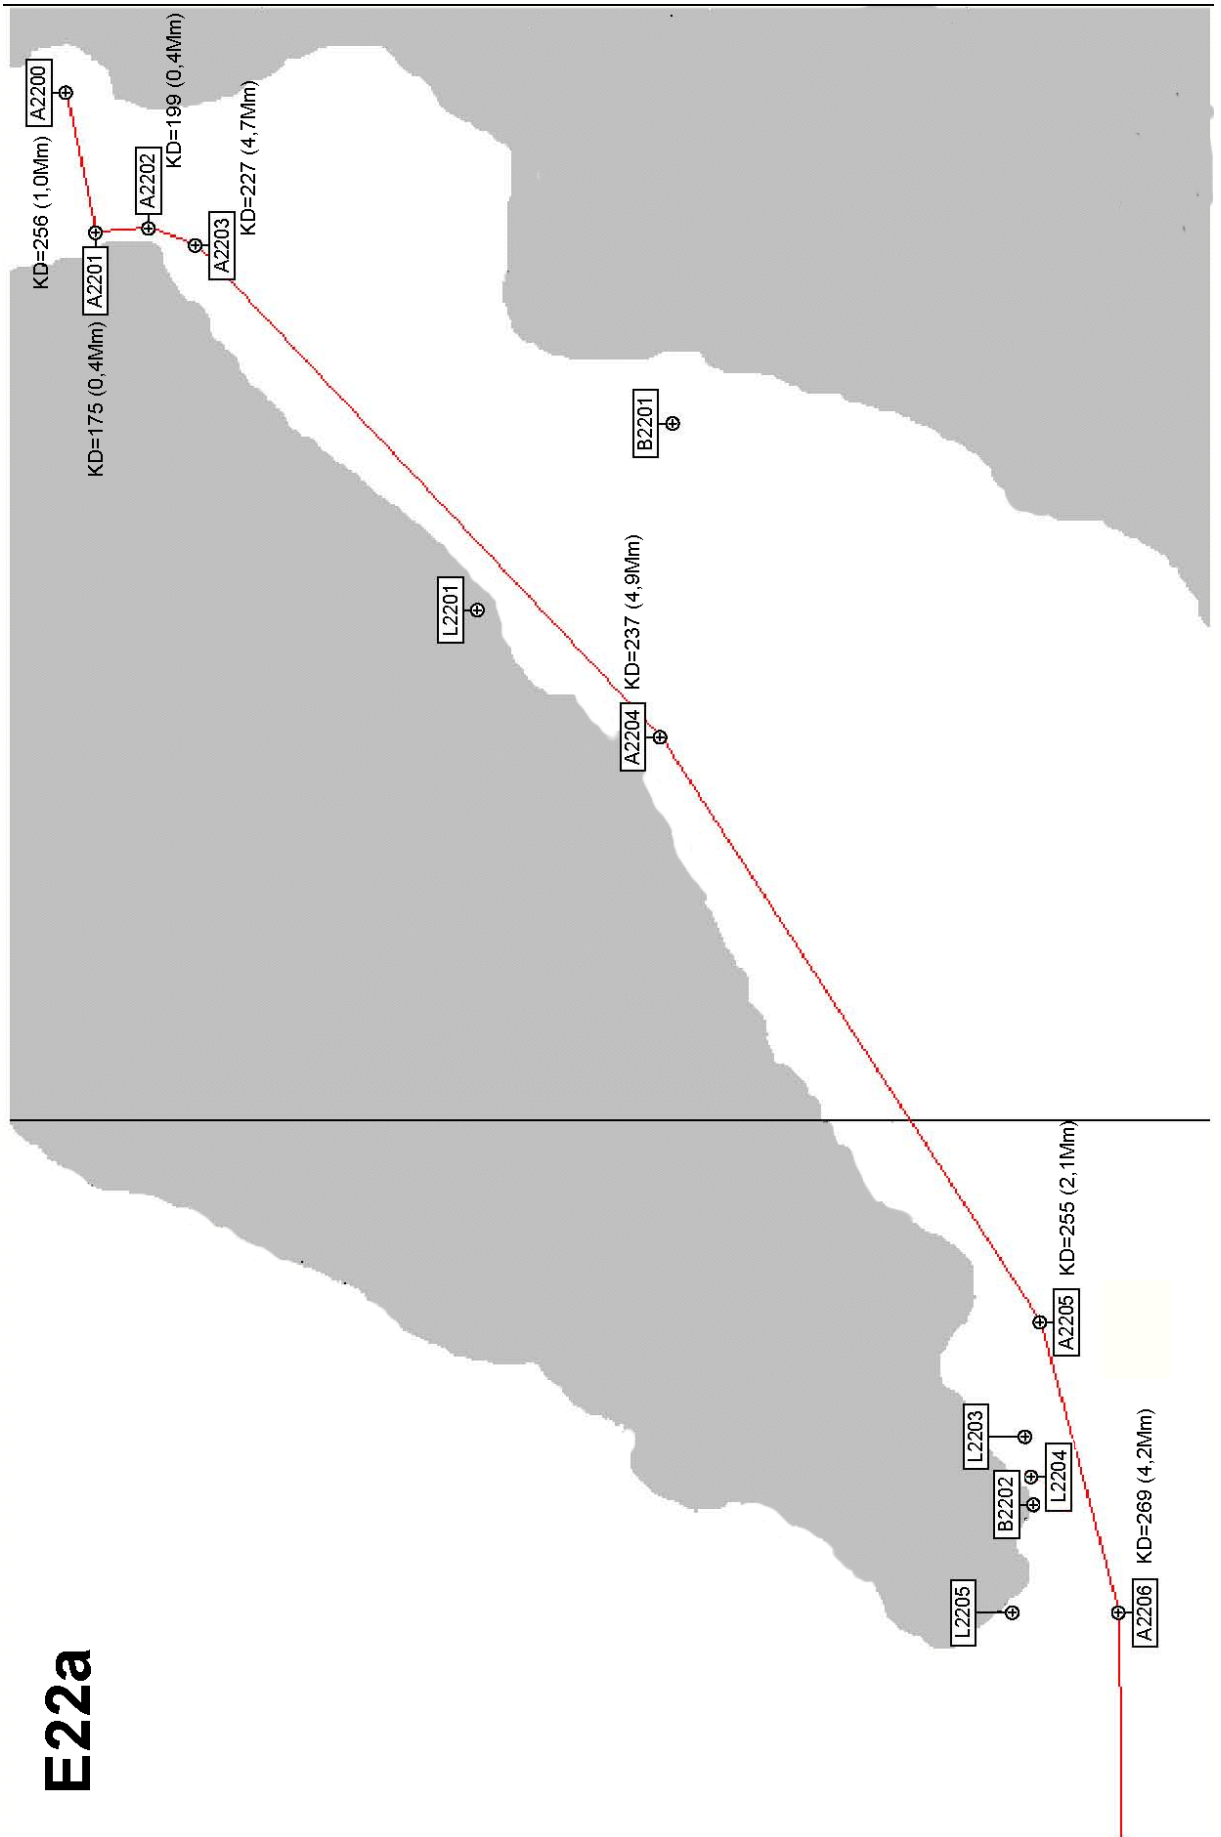 E22a
A2200
KD=256 (1,0Mm)
A2201
KD=175 (0,4Mm)
A2202
KD=199 (0,4Mm)
A2203
KD=227 (4,7Mm)
L2201
B2201
A2204
KD=237 (4,9Mm)
A2205
KD=255 (2,1Mm)
L2203
L2204
B2202
L2205
A2206
KD=269 (4,2Mm)